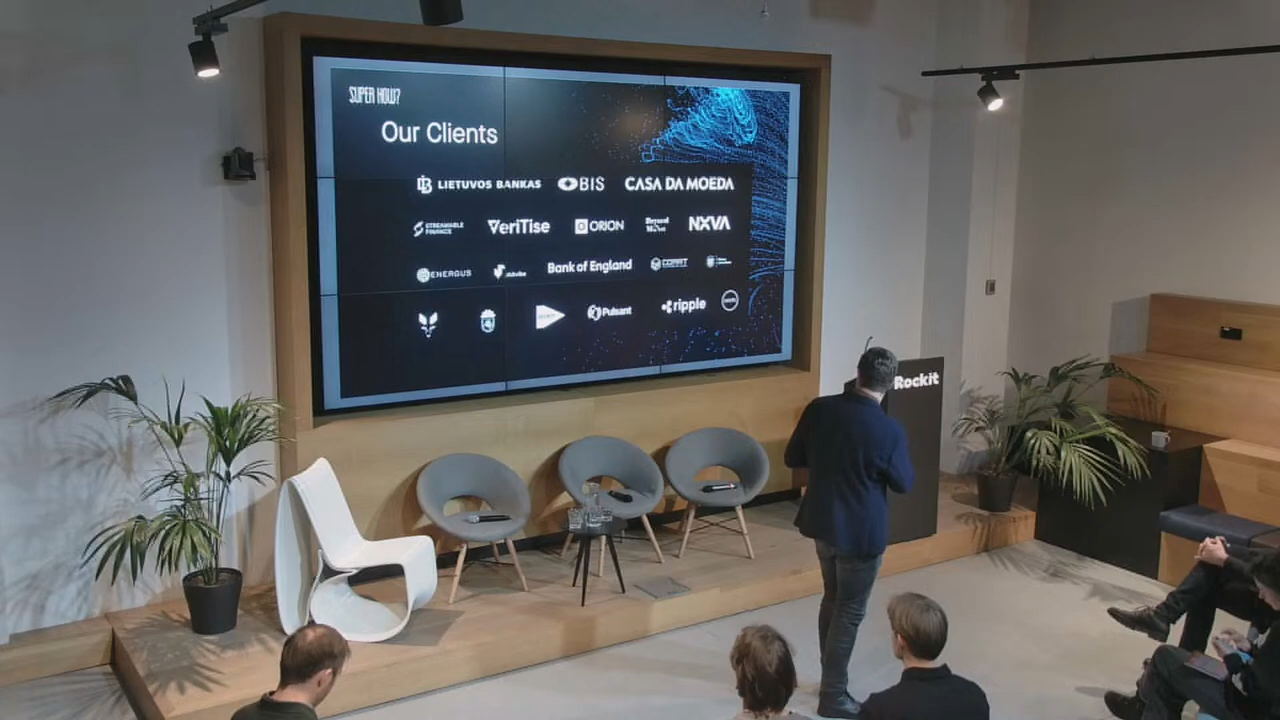 SUPER HOW?
Our Clients
LIETUVOS BANKAS BIS CASA DA MOEDA
STREAMABLE FINANCE VeriTise ORION NXVA
ENERGUS Bank of England
Pulsant ripple
Rockit